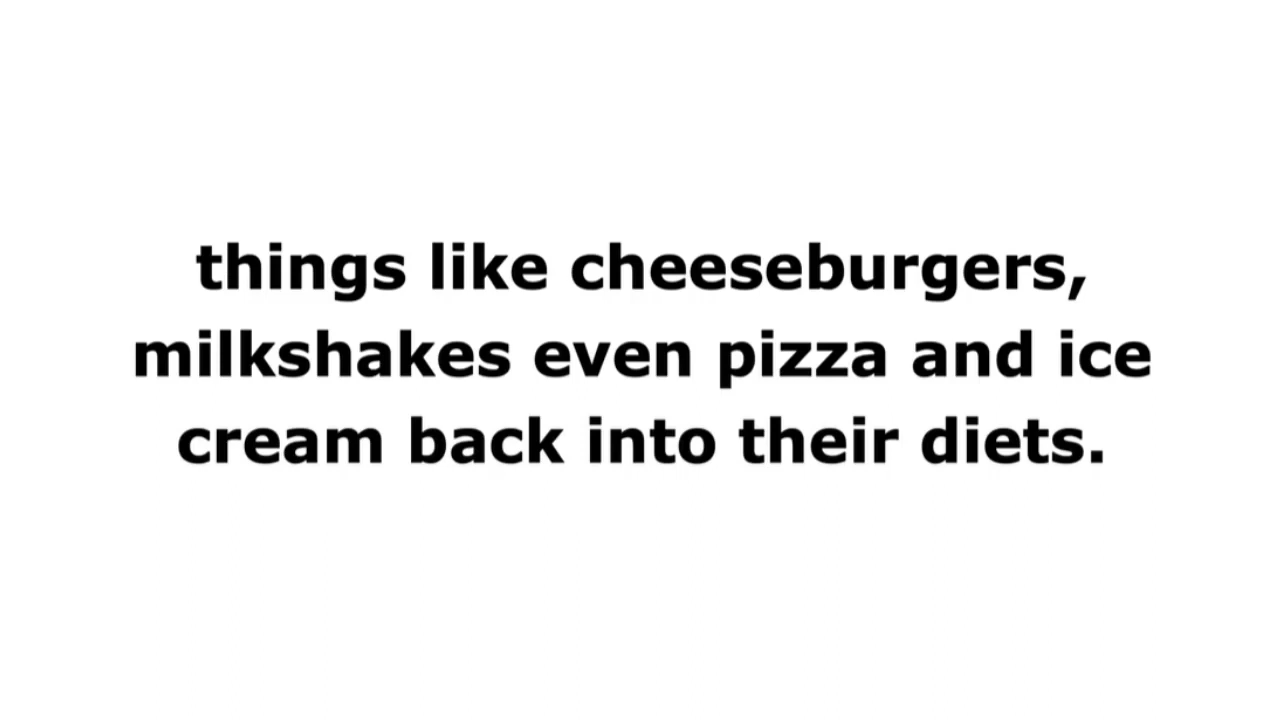 things like cheeseburgers,
milkshakes even pizza and ice
cream back into their diets.